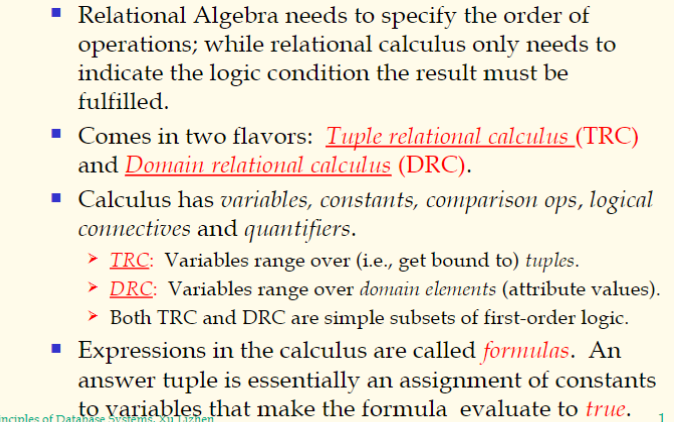 ▪ Relational Algebra needs to specify the order of
operations; while relational calculus only needs to
indicate the logic condition the result must be
fulfilled.
▪ Comes in two flavors: Tuple relational calculus (TRC)
and Domain relational calculus (DRC).
▪ Calculus has variables, constants, comparison ops, logical
connectives and quantifiers.
➢ TRC: Variables range over (i.e., get bound to) tuples.
➢ DRC: Variables range over domain elements (attribute values).
➢ Both TRC and DRC are simple subsets of first-order logic.
▪ Expressions in the calculus are called formulas. An
answer tuple is essentially an assignment of constants
to variables that make the formula evaluate to true.
nciples of Database Systems, Xu Lizhen 1